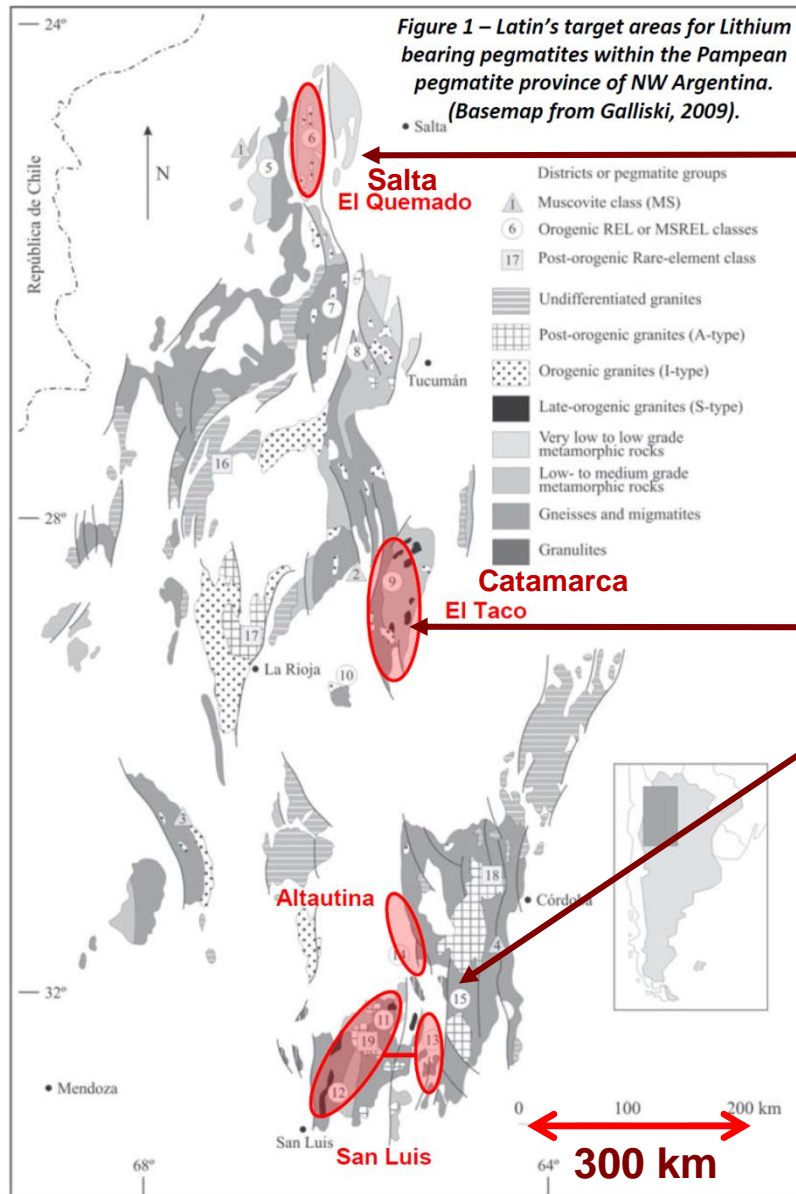 24º
Figure 1 – Latin's target areas for Lithium
bearing pegmatites within the Pampean
pegmatite province of NW Argentina.
(Basemap from Galliski, 2009).
República de Chile
N
1
5
6
Salta
Salta
El Quemado
Districts or pegmatite groups
1 Muscovite class (MS)
6 Orogenic REL or MSREL classes
17 Post-orogenic Rare-element class
Undifferentiated granites
Post-orogenic granites (A-type)
Orogenic granites (I-type)
Late-orogenic granites (S-type)
Very low to low grade
metamorphic rocks
Low- to medium grade
metamorphic rocks
Gneisses and migmatites
Granulites
7
8
Tucumán
16
28º
2
9
Catamarca
El Taco
17
La Rioja
10
3
Altautina
18
Córdoba
4
14
32º
15
11
19
13
12
Mendoza
San Luis
San Luis
0 100 200 km
300 km
68º
64º